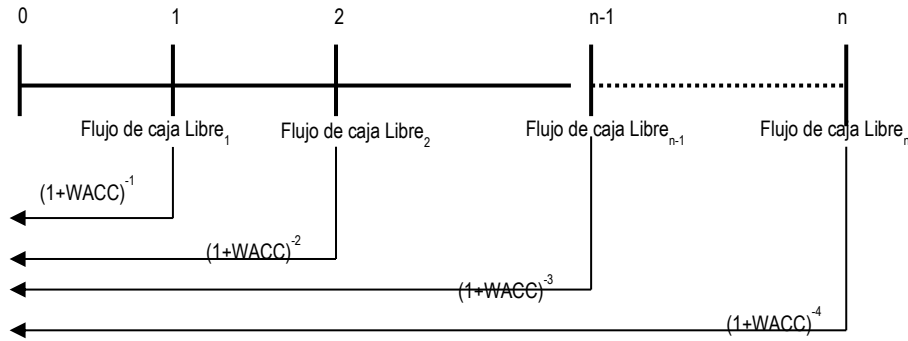 0 1 2 n-1 n
Flujo de caja Libre₁ Flujo de caja Libre₂ Flujo de caja Libreₙ₋₁ Flujo de caja Libreₙ
(1+WACC)⁻¹
(1+WACC)⁻²
(1+WACC)⁻³
(1+WACC)⁻⁴